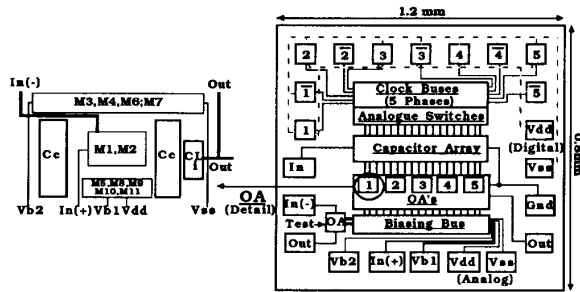 1.2 mm
0.8mm
2 2 3 3 4 4 5
1 Clock Buses 5
(5 Phases)
1 Analogue Switches
Vdd
(Digital)
In Capacitor Array Vss
1 2 3 4 5
OA's
Gnd
In(-)
Test OA
Out Biasing Bus Out
Vb2 In(+) Vb1 Vdd Vss
(Analog)
In(-) Out
M3,M4,M6;M7
Cc M1,M2 Cc
Out
M5,M8,M9
M10,M11
Vb2 In(+) Vb1 Vdd Vss
OA
(Detail)